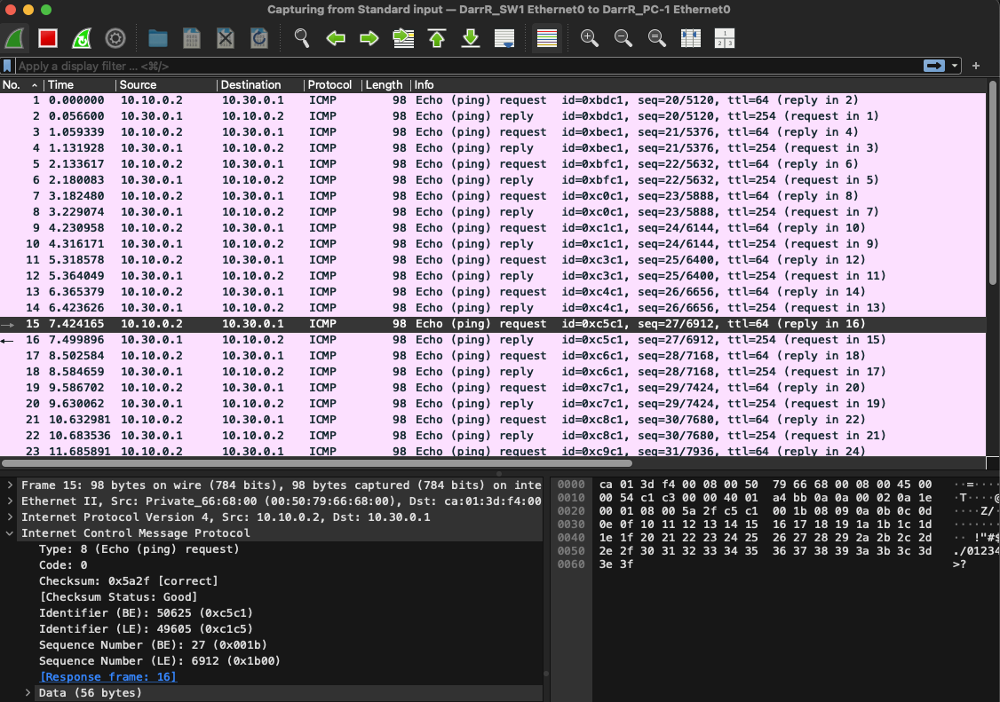 Capturing from Standard input — DarrR_SW1 Ethernet0 to DarrR_PC-1 Ethernet0
Apply a display filter ... <⌘/>
No. Time Source Destination Protocol Length Info
1 0.000000 10.10.0.2 10.30.0.1 ICMP 98 Echo (ping) request id=0xbdc1, seq=20/5120, ttl=64 (reply in 2)
2 0.056600 10.30.0.1 10.10.0.2 ICMP 98 Echo (ping) reply id=0xbdc1, seq=20/5120, ttl=254 (request in 1)
3 1.059339 10.10.0.2 10.30.0.1 ICMP 98 Echo (ping) request id=0xbec1, seq=21/5376, ttl=64 (reply in 4)
4 1.131928 10.30.0.1 10.10.0.2 ICMP 98 Echo (ping) reply id=0xbec1, seq=21/5376, ttl=254 (request in 3)
5 2.133617 10.10.0.2 10.30.0.1 ICMP 98 Echo (ping) request id=0xbfc1, seq=22/5632, ttl=64 (reply in 6)
6 2.180083 10.30.0.1 10.10.0.2 ICMP 98 Echo (ping) reply id=0xbfc1, seq=22/5632, ttl=254 (request in 5)
7 3.182480 10.10.0.2 10.30.0.1 ICMP 98 Echo (ping) request id=0xc0c1, seq=23/5888, ttl=64 (reply in 8)
8 3.229074 10.30.0.1 10.10.0.2 ICMP 98 Echo (ping) reply id=0xc0c1, seq=23/5888, ttl=254 (request in 7)
9 4.230958 10.10.0.2 10.30.0.1 ICMP 98 Echo (ping) request id=0xc1c1, seq=24/6144, ttl=64 (reply in 10)
10 4.316171 10.30.0.1 10.10.0.2 ICMP 98 Echo (ping) reply id=0xc1c1, seq=24/6144, ttl=254 (request in 9)
11 5.318578 10.10.0.2 10.30.0.1 ICMP 98 Echo (ping) request id=0xc3c1, seq=25/6400, ttl=64 (reply in 12)
12 5.364049 10.30.0.1 10.10.0.2 ICMP 98 Echo (ping) reply id=0xc3c1, seq=25/6400, ttl=254 (request in 11)
13 6.365379 10.10.0.2 10.30.0.1 ICMP 98 Echo (ping) request id=0xc4c1, seq=26/6656, ttl=64 (reply in 14)
14 6.423626 10.30.0.1 10.10.0.2 ICMP 98 Echo (ping) reply id=0xc4c1, seq=26/6656, ttl=254 (request in 13)
15 7.424165 10.10.0.2 10.30.0.1 ICMP 98 Echo (ping) request id=0xc5c1, seq=27/6912, ttl=64 (reply in 16)
16 7.499896 10.30.0.1 10.10.0.2 ICMP 98 Echo (ping) reply id=0xc5c1, seq=27/6912, ttl=254 (request in 15)
17 8.502584 10.10.0.2 10.30.0.1 ICMP 98 Echo (ping) request id=0xc6c1, seq=28/7168, ttl=64 (reply in 18)
18 8.584659 10.30.0.1 10.10.0.2 ICMP 98 Echo (ping) reply id=0xc6c1, seq=28/7168, ttl=254 (request in 17)
19 9.586702 10.10.0.2 10.30.0.1 ICMP 98 Echo (ping) request id=0xc7c1, seq=29/7424, ttl=64 (reply in 20)
20 9.630062 10.30.0.1 10.10.0.2 ICMP 98 Echo (ping) reply id=0xc7c1, seq=29/7424, ttl=254 (request in 19)
21 10.632981 10.10.0.2 10.30.0.1 ICMP 98 Echo (ping) request id=0xc8c1, seq=30/7680, ttl=64 (reply in 22)
22 10.683536 10.30.0.1 10.10.0.2 ICMP 98 Echo (ping) reply id=0xc8c1, seq=30/7680, ttl=254 (request in 21)
23 11.685891 10.10.0.2 10.30.0.1 ICMP 98 Echo (ping) request id=0xc9c1, seq=31/7936, ttl=64 (reply in 24)
Frame 15: 98 bytes on wire (784 bits), 98 bytes captured (784 bits) on inte
Ethernet II, Src: Private_66:68:00 (00:50:79:66:68:00), Dst: ca:01:3d:f4:00
Internet Protocol Version 4, Src: 10.10.0.2, Dst: 10.30.0.1
Internet Control Message Protocol
Type: 8 (Echo (ping) request)
Code: 0
Checksum: 0x5a2f [correct]
[Checksum Status: Good]
Identifier (BE): 50625 (0xc5c1)
Identifier (LE): 49605 (0xc1c5)
Sequence Number (BE): 27 (0x001b)
Sequence Number (LE): 6912 (0x1b00)
[Response frame: 16]
Data (56 bytes)
0000 ca 01 3d f4 00 08 00 50 79 66 68 00 08 00 45 00 ··=····
0010 00 54 c1 c3 00 00 40 01 a4 bb 0a 0a 00 02 0a 1e ·T····@
0020 00 01 08 00 5a 2f c5 c1 00 1b 08 09 0a 0b 0c 0d ····Z/·
0030 0e 0f 10 11 12 13 14 15 16 17 18 19 1a 1b 1c 1d ·······
0040 1e 1f 20 21 22 23 24 25 26 27 28 29 2a 2b 2c 2d ·· !"#$
0050 2e 2f 30 31 32 33 34 35 36 37 38 39 3a 3b 3c 3d ./01234
0060 3e 3f >?